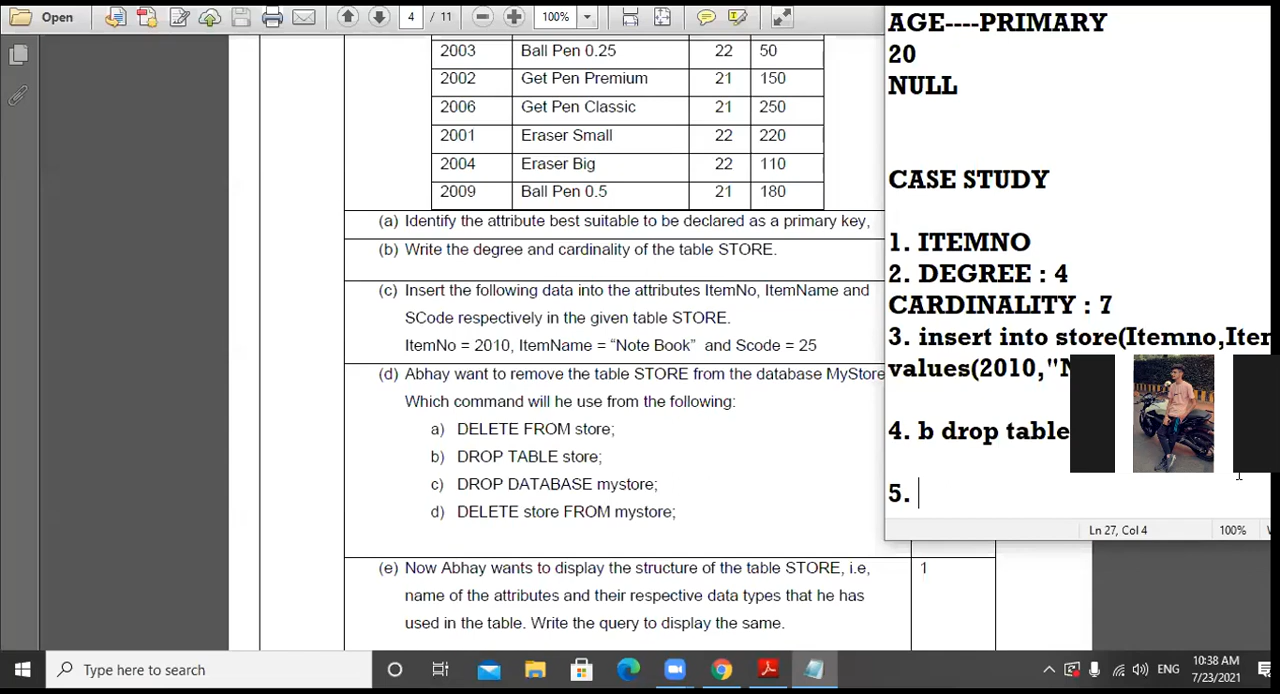 Open
4 / 11
100%
2003 Ball Pen 0.25 22 50
2002 Get Pen Premium 21 150
2006 Get Pen Classic 21 250
2001 Eraser Small 22 220
2004 Eraser Big 22 110
2009 Ball Pen 0.5 21 180
(a) Identify the attribute best suitable to be declared as a primary key,
(b) Write the degree and cardinality of the table STORE.
(c) Insert the following data into the attributes ItemNo, ItemName and
SCode respectively in the given table STORE.
ItemNo = 2010, ItemName = “Note Book” and Scode = 25
(d) Abhay want to remove the table STORE from the database MyStore
Which command will he use from the following:
a) DELETE FROM store;
b) DROP TABLE store;
c) DROP DATABASE mystore;
d) DELETE store FROM mystore;
(e) Now Abhay wants to display the structure of the table STORE, i.e, 1
name of the attributes and their respective data types that he has
used in the table. Write the query to display the same.
AGE----PRIMARY
20
NULL
CASE STUDY
1. ITEMNO
2. DEGREE : 4
CARDINALITY : 7
3. insert into store(Itemno,Iter
values(2010,"N
4. b drop table
5.
Ln 27, Col 4 100%
Type here to search
ENG
10:38 AM
7/23/2021